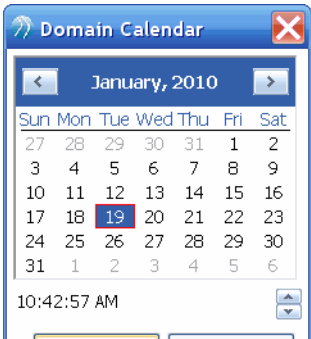 Domain Calendar
January, 2010
Sun Mon Tue Wed Thu Fri Sat
27 28 29 30 31 1 2
3 4 5 6 7 8 9
10 11 12 13 14 15 16
17 18 19 20 21 22 23
24 25 26 27 28 29 30
31 1 2 3 4 5 6
10:42:57 AM